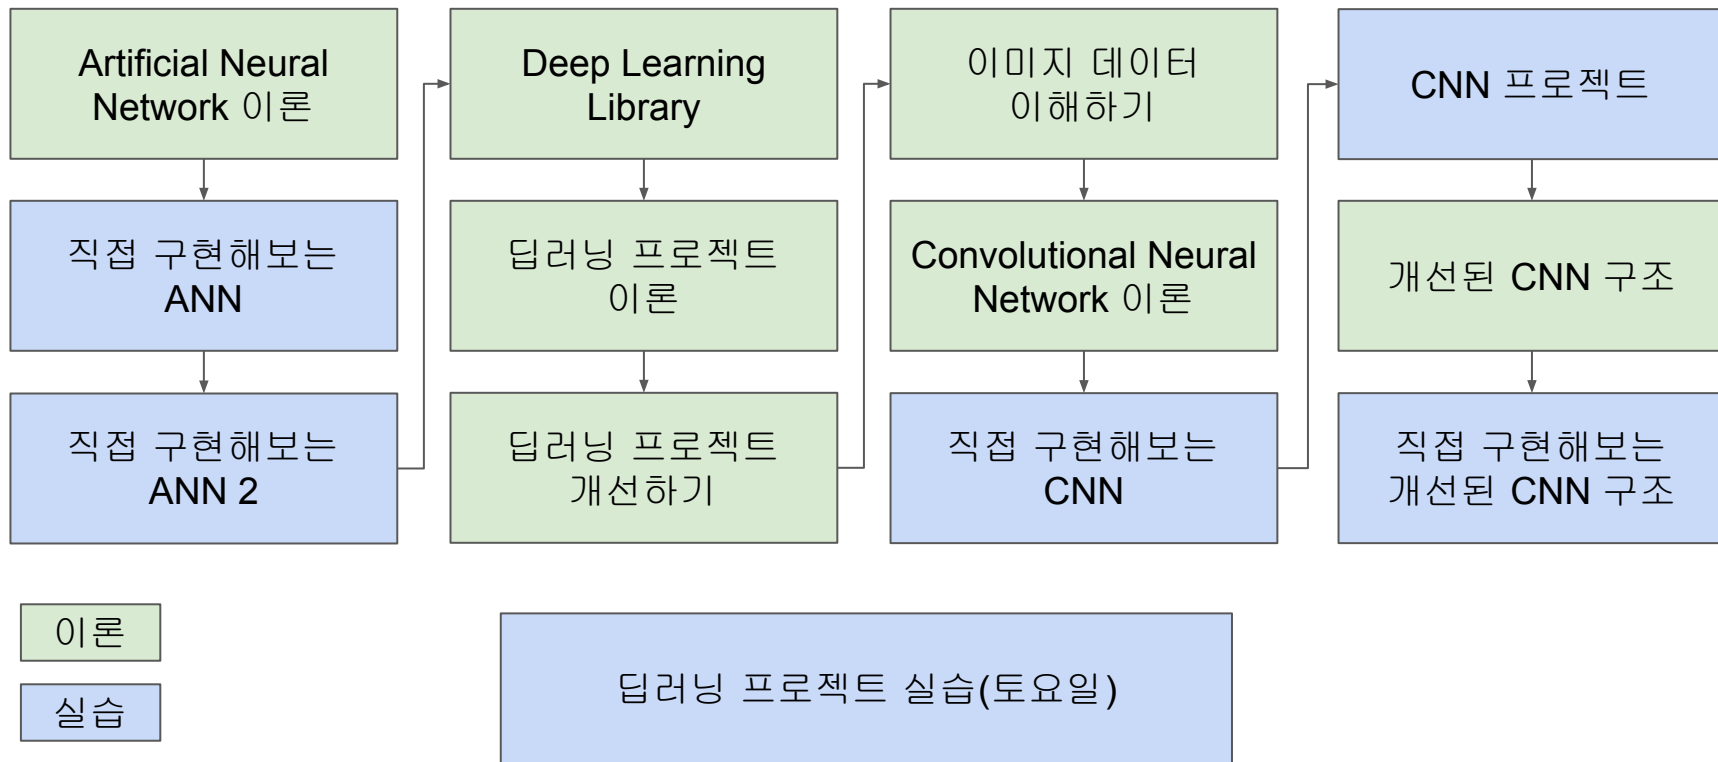 Artificial Neural
Network 이론
직접 구현해보는
ANN
직접 구현해보는
ANN 2
Deep Learning
Library
딥러닝 프로젝트
이론
딥러닝 프로젝트
개선하기
이미지 데이터
이해하기
Convolutional Neural
Network 이론
직접 구현해보는
CNN
CNN 프로젝트
개선된 CNN 구조
직접 구현해보는
개선된 CNN 구조
이론
실습
딥러닝 프로젝트 실습(토요일)